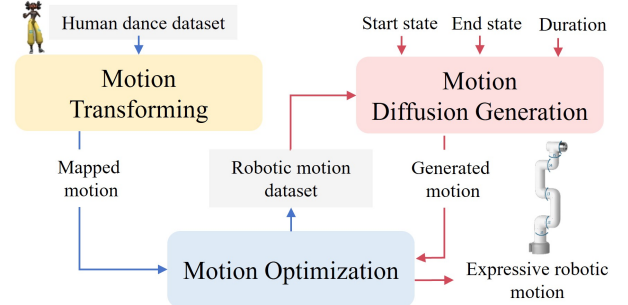 Human dance dataset
Start state
End state
Duration
Motion
Transforming
Motion
Diffusion Generation
Mapped
motion
Robotic motion
dataset
Generated
motion
Motion Optimization
Expressive robotic
motion